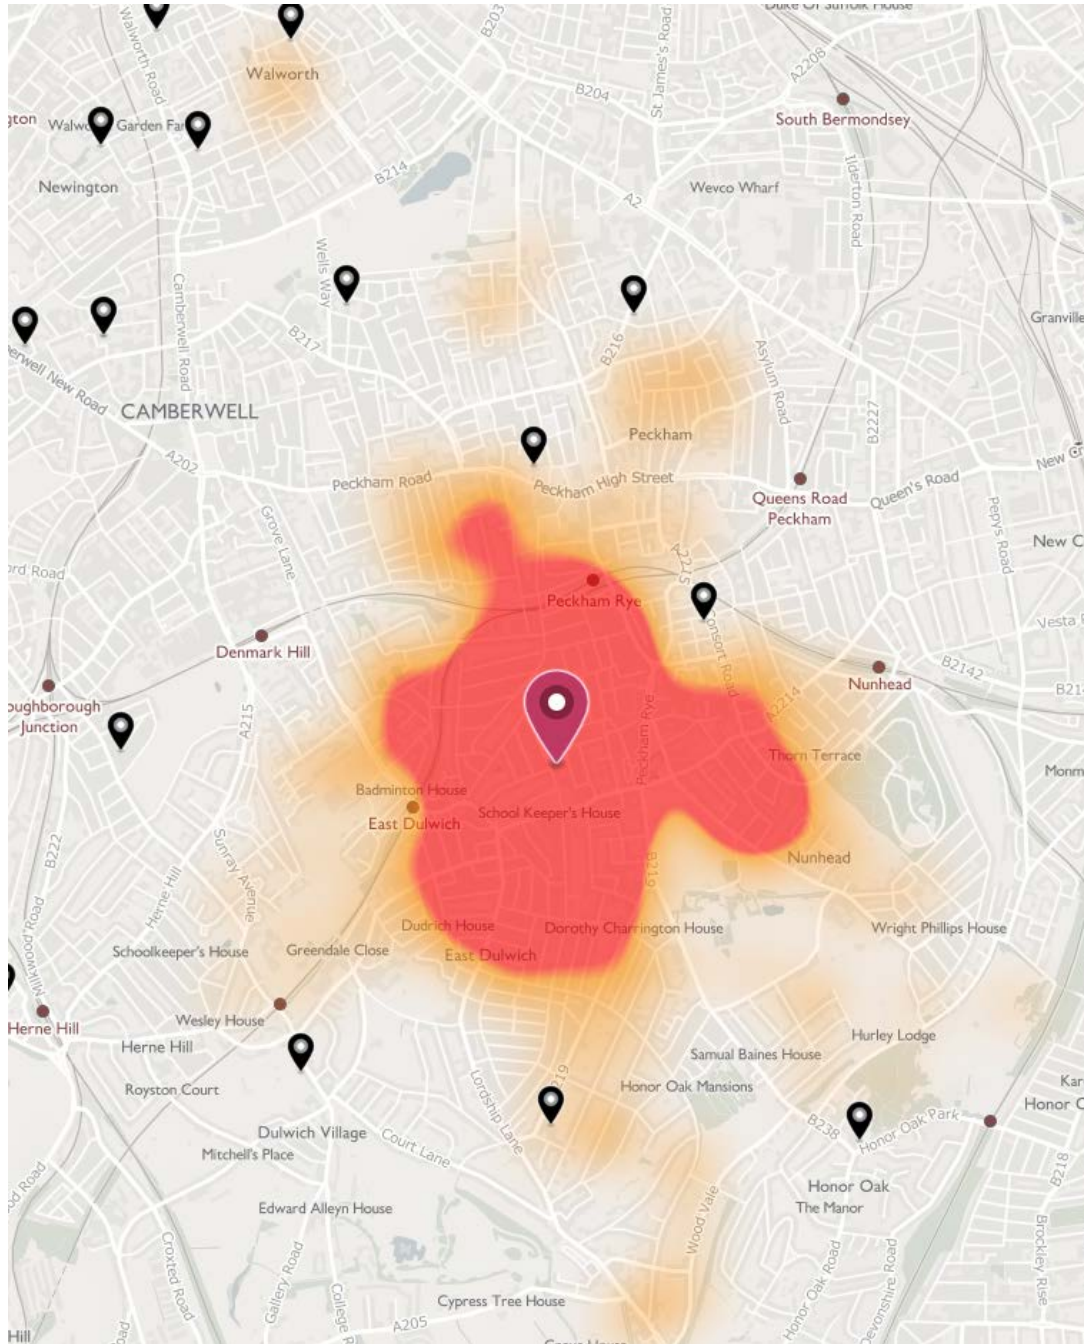 Duke Of Suffolk House
Walworth Road
B203
St James's Road
A2208
Walworth
B204
South Bermondsey
Garden
Newington
B214
A2
Wevco Wharf
Ilderton Road
Wells Way
Camberwell Road
B217
B216
Granville
Asylum Road
Camberwell New Road
CAMBERWELL
B2227
Peckham
A202
Peckham Road
Peckham High Street
Queen's Road
Queens Road
Peckham
Pepys Road
Grove Lane
A2215
Peckham Rye
Consort Road
Denmark Hill
B2142
Nunhead
Loughborough
Junction
A215
A2214
Peckham Rye
Thorn Terrace
Badminton House
East Dulwich
School Keeper's House
B222
Sunray Avenue
Nunhead
B219
Herne Hill
Milkwood Road
Dudrich House
Dorothy Charrington House
Wright Phillips House
Schoolkeeper's House
Greendale Close
East Dulwich
Wesley House
Herne Hill
Herne Hill
Hurley Lodge
Samual Baines House
Royston Court
Lordship Lane
Honor Oak Mansions
B238
Honor Oak Park
Dulwich Village
Court Lane
Mitchell's Place
B218
Honor Oak
The Manor
Edward Alleyn House
Wood Vale
Croxted Road
Gallery Road
Honor Oak Road
Devonshire Road
Brockley Rise
Cypress Tree House
A205